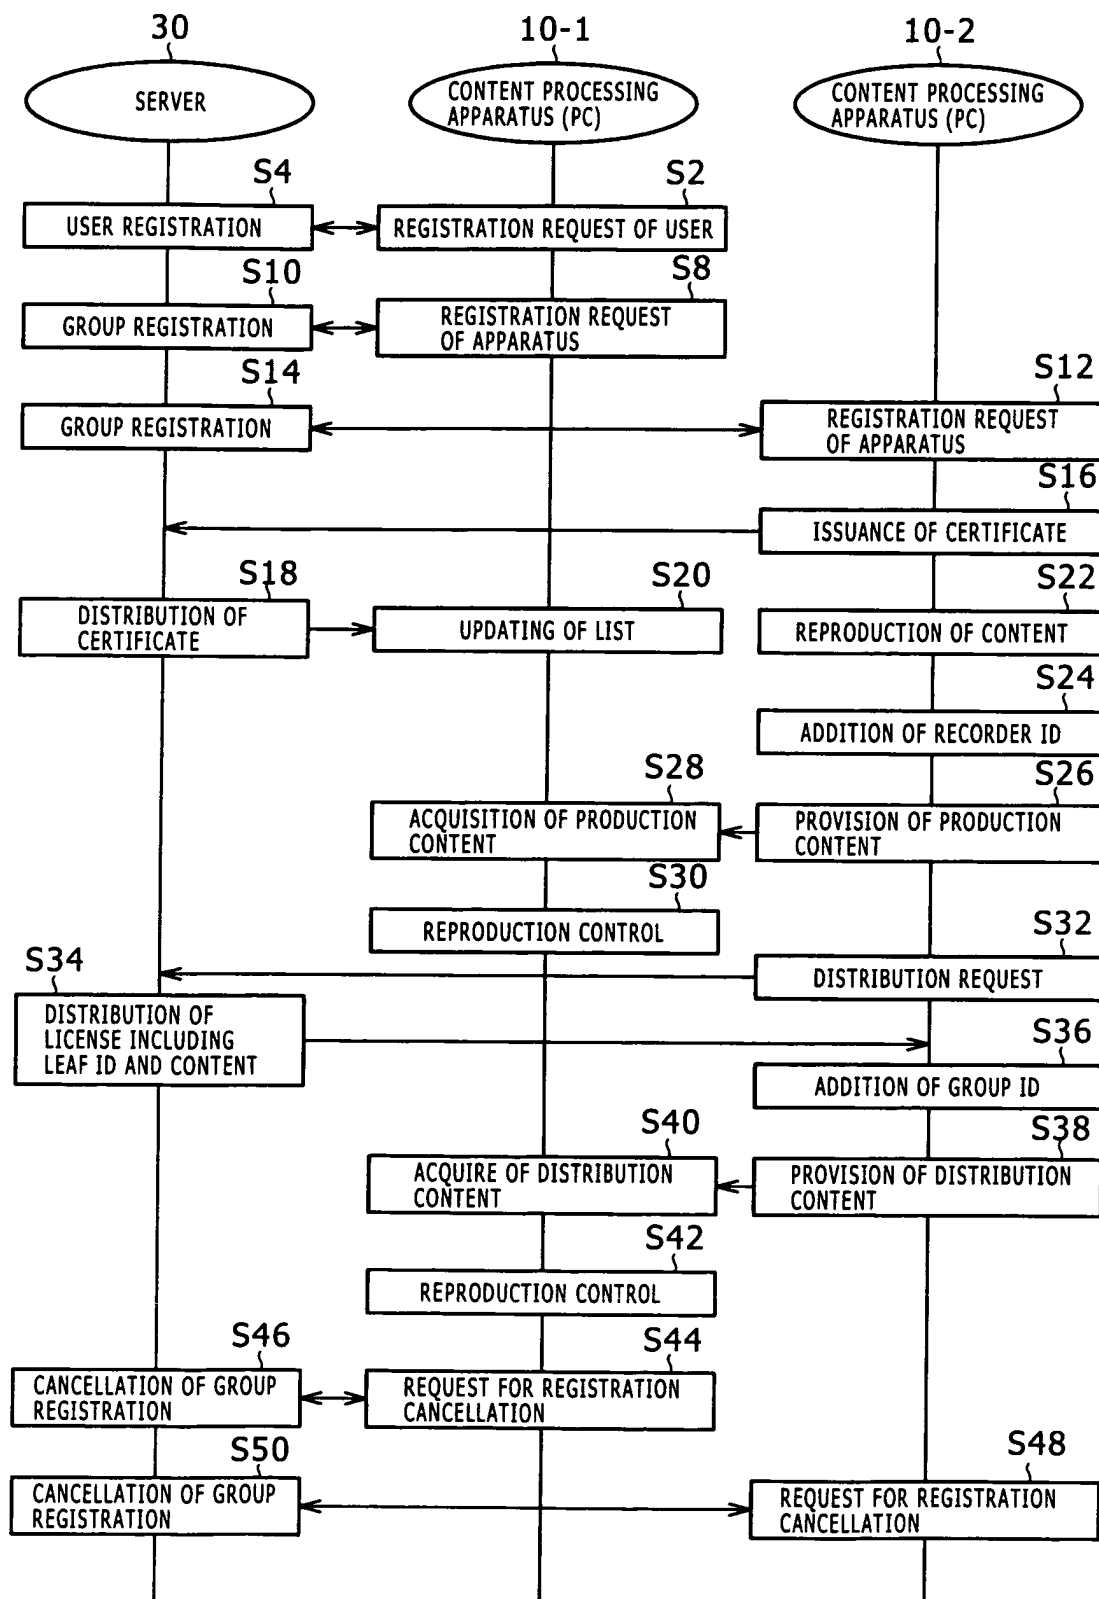 30
10-1
10-2
SERVER
CONTENT PROCESSING
APPARATUS (PC)
CONTENT PROCESSING
APPARATUS (PC)
S4
S2
USER REGISTRATION
REGISTRATION REQUEST OF USER
S10
S8
GROUP REGISTRATION
REGISTRATION REQUEST
OF APPARATUS
S14
S12
GROUP REGISTRATION
REGISTRATION REQUEST
OF APPARATUS
S16
ISSUANCE OF CERTIFICATE
S18
S20
S22
DISTRIBUTION OF
CERTIFICATE
UPDATING OF LIST
REPRODUCTION OF CONTENT
S24
ADDITION OF RECORDER ID
S28
S26
ACQUISITION OF PRODUCTION
CONTENT
PROVISION OF PRODUCTION
CONTENT
S30
REPRODUCTION CONTROL
S32
DISTRIBUTION REQUEST
S34
DISTRIBUTION OF
LICENSE INCLUDING
LEAF ID AND CONTENT
S36
ADDITION OF GROUP ID
S40
S38
ACQUIRE OF DISTRIBUTION
CONTENT
PROVISION OF DISTRIBUTION
CONTENT
S42
REPRODUCTION CONTROL
S46
S44
CANCELLATION OF GROUP
REGISTRATION
REQUEST FOR REGISTRATION
CANCELLATION
S50
S48
CANCELLATION OF GROUP
REGISTRATION
REQUEST FOR REGISTRATION
CANCELLATION